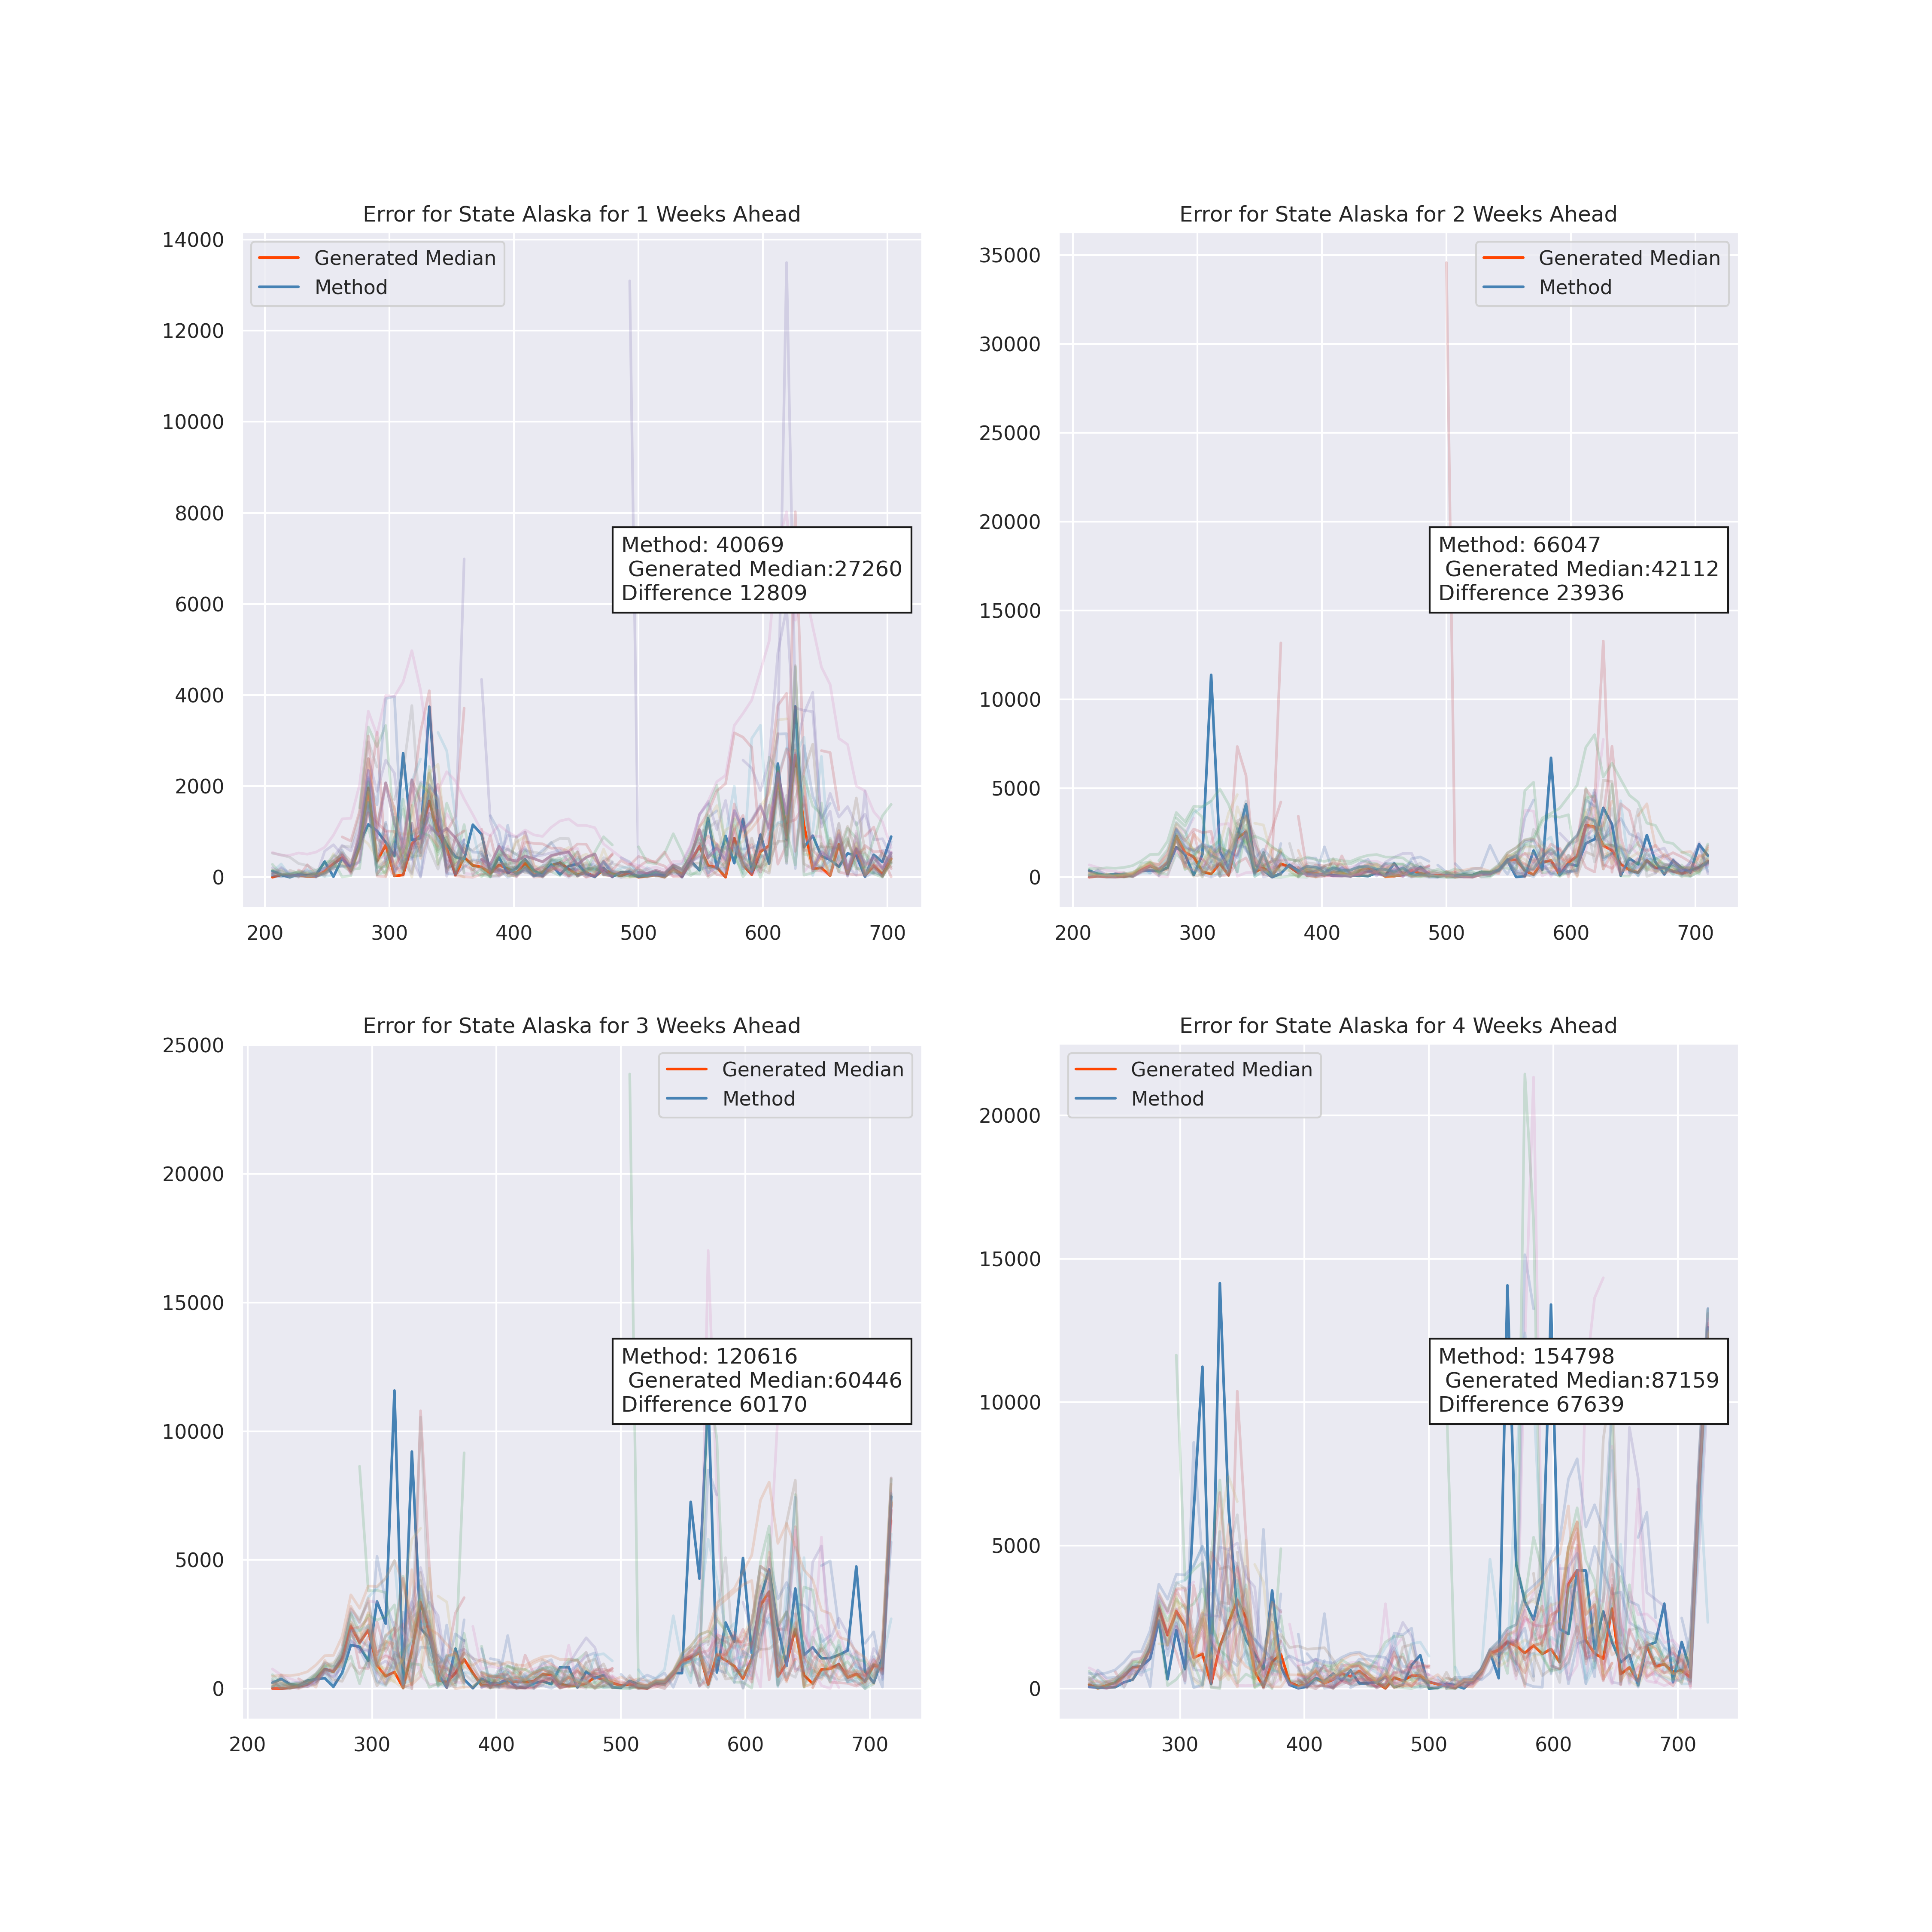 Error for State Alaska for 1 Weeks Ahead
14000
12000
10000
8000
6000
4000
2000
0
200 300 400 500 600 700
Generated Median
Method
Method: 40069
Generated Median:27260
Difference 12809
Error for State Alaska for 2 Weeks Ahead
35000
30000
25000
20000
15000
10000
5000
0
200 300 400 500 600 700
Generated Median
Method
Method: 66047
Generated Median:42112
Difference 23936
Error for State Alaska for 3 Weeks Ahead
25000
20000
15000
10000
5000
0
200 300 400 500 600 700
Generated Median
Method
Method: 120616
Generated Median:60446
Difference 60170
Error for State Alaska for 4 Weeks Ahead
20000
15000
10000
5000
0
300 400 500 600 700
Generated Median
Method
Method: 154798
Generated Median:87159
Difference 67639